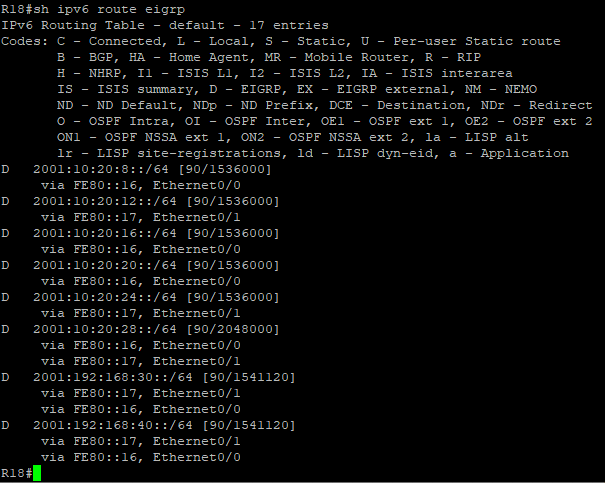 R18#sh ipv6 route eigrp
IPv6 Routing Table - default - 17 entries
Codes: C - Connected, L - Local, S - Static, U - Per-user Static route
       B - BGP, HA - Home Agent, MR - Mobile Router, R - RIP
       H - NHRP, I1 - ISIS L1, I2 - ISIS L2, IA - ISIS interarea
       IS - ISIS summary, D - EIGRP, EX - EIGRP external, NM - NEMO
       ND - ND Default, NDp - ND Prefix, DCE - Destination, NDr - Redirect
       O - OSPF Intra, OI - OSPF Inter, OE1 - OSPF ext 1, OE2 - OSPF ext 2
       ON1 - OSPF NSSA ext 1, ON2 - OSPF NSSA ext 2, la - LISP alt
       lr - LISP site-registrations, ld - LISP dyn-eid, a - Application
D   2001:10:20:8::/64 [90/1536000]
     via FE80::16, Ethernet0/0
D   2001:10:20:12::/64 [90/1536000]
     via FE80::17, Ethernet0/1
D   2001:10:20:16::/64 [90/1536000]
     via FE80::16, Ethernet0/0
D   2001:10:20:20::/64 [90/1536000]
     via FE80::16, Ethernet0/0
D   2001:10:20:24::/64 [90/1536000]
     via FE80::17, Ethernet0/1
D   2001:10:20:28::/64 [90/2048000]
     via FE80::16, Ethernet0/0
     via FE80::17, Ethernet0/1
D   2001:192:168:30::/64 [90/1541120]
     via FE80::17, Ethernet0/1
     via FE80::16, Ethernet0/0
D   2001:192:168:40::/64 [90/1541120]
     via FE80::17, Ethernet0/1
     via FE80::16, Ethernet0/0
R18#